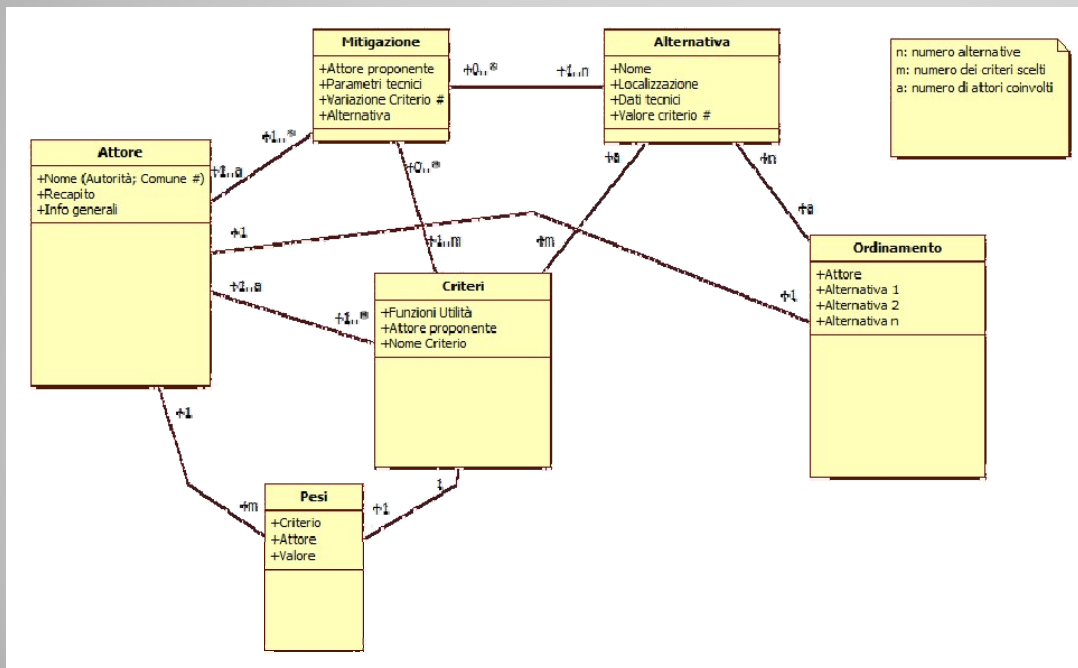 Mitigazione
+Attore proponente
+Parametri tecnici
+Variazione Criterio #
+Alternativa
Alternativa
+Nome
+Localizzazione
+Dati tecnici
+Valore criterio #
n: numero alternative
m: numero dei criteri scelti
a: numero di attori coinvolti
+0..*
+1..n
+1..*
+1..a
+0..*
+a
+n
Attore
+Nome (Autorità; Comune #)
+Recapito
+Info generali
+1
+1..m
+m
+a
Ordinamento
+Attore
+Alternativa 1
+Alternativa 2
+Alternativa n
+1
+1..a
+1..*
Criteri
+Funzioni Utilità
+Attore proponente
+Nome Criterio
+1
+m
1
+1
Pesi
+Criterio
+Attore
+Valore